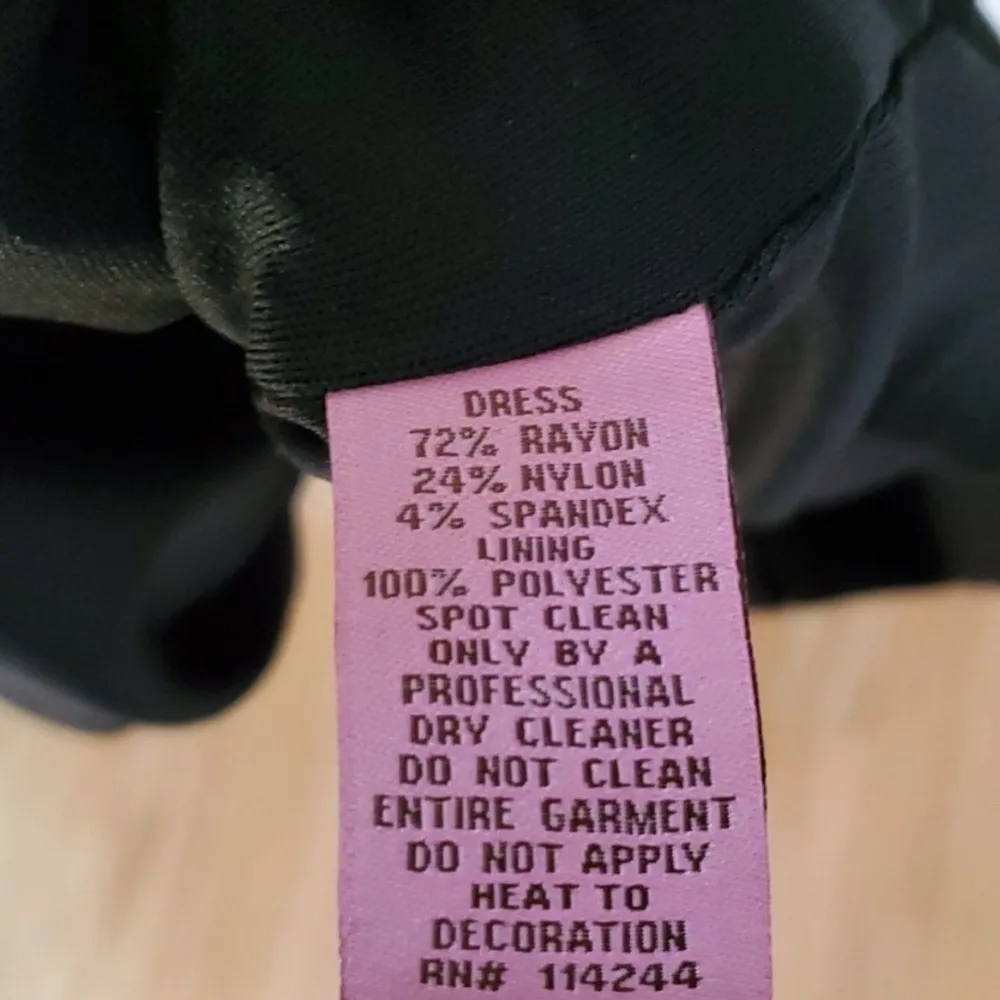 DRESS
72% RAYON
24% NYLON
4% SPANDEX
LINING
100% POLYESTER
SPOT CLEAN
ONLY BY A
PROFESSIONAL
DRY CLEANER
DO NOT CLEAN
ENTIRE GARMENT
DO NOT APPLY
HEAT TO
DECORATION
RN# 114244